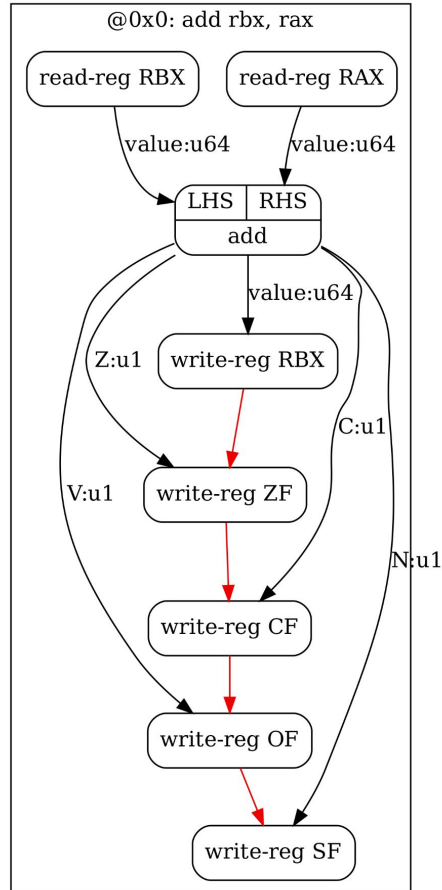 @0x0: add rbx, rax
read-reg RBX
read-reg RAX
value:u64
value:u64
LHS
RHS
add
value:u64
write-reg RBX
Z:u1
C:u1
write-reg ZF
V:u1
N:u1
write-reg CF
write-reg OF
write-reg SF